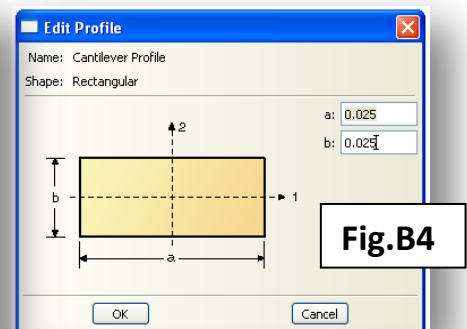 Edit Profile
Name: Cantilever Profile
Shape: Rectangular
a: 0.025
b: 0.025
2
b
1
a
Fig.B4
OK Cancel